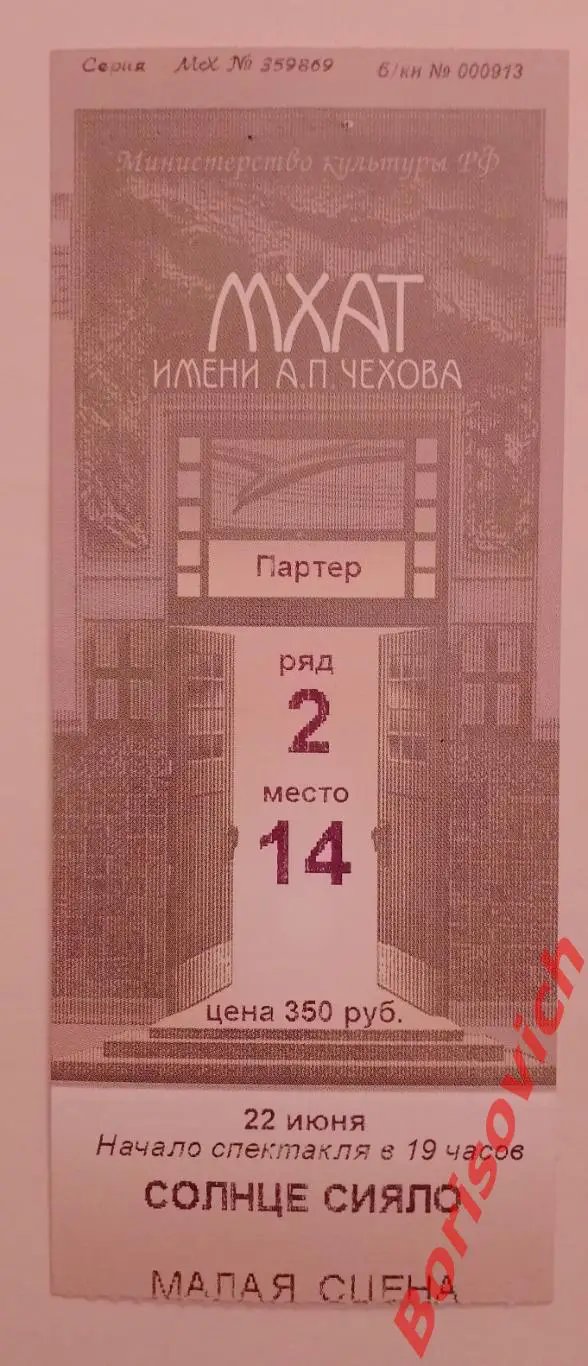 Серия МсХ № 359869 б/кн № 000913
Министерство культуры РФ
МХАТ
ИМЕНИ А.П. ЧЕХОВА
Партер
ряд
2
место
14
цена 350 руб.
22 июня
Начало спектакля в 19 часов
СОЛНЦЕ СИЯЛО
МАЛАЯ СЦЕНА
Borisovich